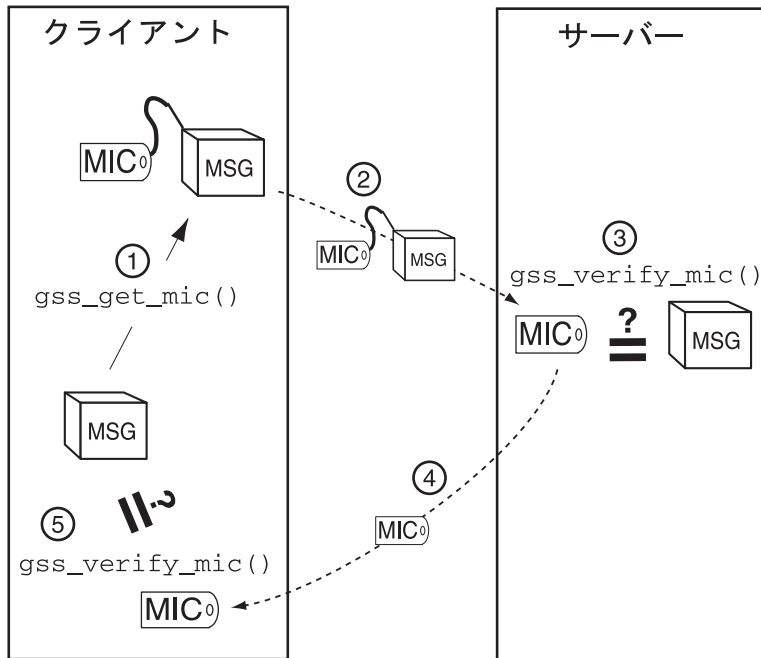 クライアント
サーバー
MIC
MSG
②
MIC
MSG
①
gss_get_mic()
③
gss_verify_mic()
MIC
?
=
MSG
MSG
④
MIC
⑤
=?
gss_verify_mic()
MIC